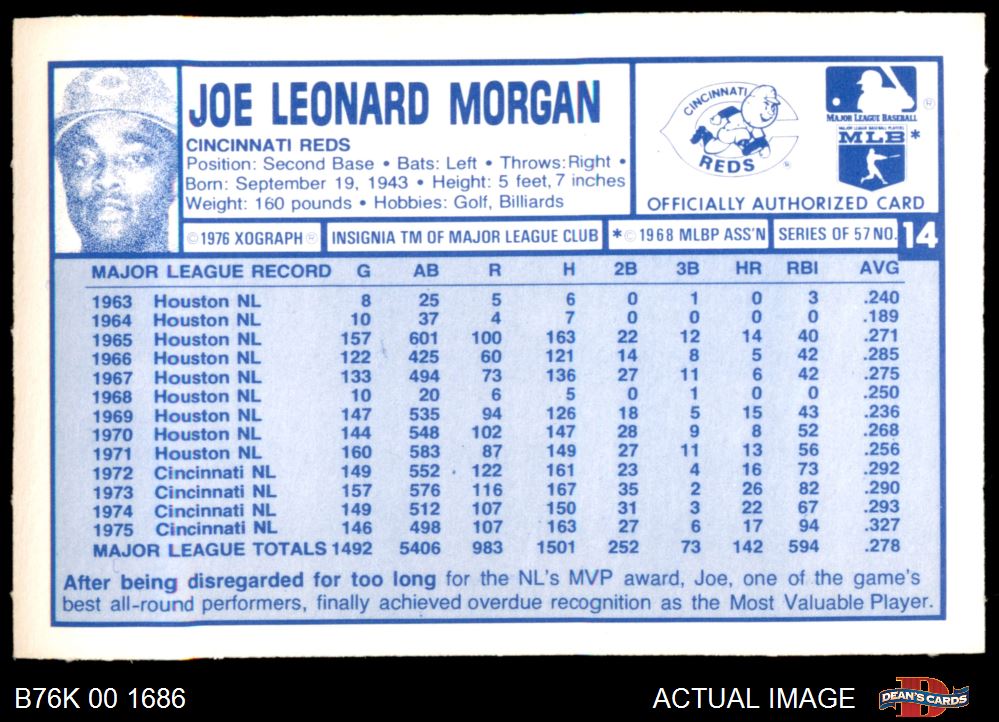 JOE LEONARD MORGAN
CINCINNATI REDS
Position: Second Base • Bats: Left • Throws: Right •
Born: September 19, 1943 • Height: 5 feet, 7 inches
Weight: 160 pounds • Hobbies: Golf, Billiards
CINCINNATI
REDS
®
MAJOR LEAGUE BASEBALL
®
MAJOR LEAGUE BASEBALL PLAYERS
MLB *
OFFICIALLY AUTHORIZED CARD
© 1976 XOGRAPH ®
INSIGNIA TM OF MAJOR LEAGUE CLUB
* © 1968 MLBP ASS'N
SERIES OF 57 NO. 14
MAJOR LEAGUE RECORD G AB R H 2B 3B HR RBI AVG
1963 Houston NL 8 25 5 6 0 1 0 3 .240
1964 Houston NL 10 37 4 7 0 0 0 0 .189
1965 Houston NL 157 601 100 163 22 12 14 40 .271
1966 Houston NL 122 425 60 121 14 8 5 42 .285
1967 Houston NL 133 494 73 136 27 11 6 42 .275
1968 Houston NL 10 20 6 5 0 1 0 0 .250
1969 Houston NL 147 535 94 126 18 5 15 43 .236
1970 Houston NL 144 548 102 147 28 9 8 52 .268
1971 Houston NL 160 583 87 149 27 11 13 56 .256
1972 Cincinnati NL 149 552 122 161 23 4 16 73 .292
1973 Cincinnati NL 157 576 116 167 35 2 26 82 .290
1974 Cincinnati NL 149 512 107 150 31 3 22 67 .293
1975 Cincinnati NL 146 498 107 163 27 6 17 94 .327
MAJOR LEAGUE TOTALS 1492 5406 983 1501 252 73 142 594 .278
After being disregarded for too long for the NL's MVP award, Joe, one of the game's
best all-round performers, finally achieved overdue recognition as the Most Valuable Player.
B76K 00 1686
ACTUAL IMAGE
DEAN'S CARDS